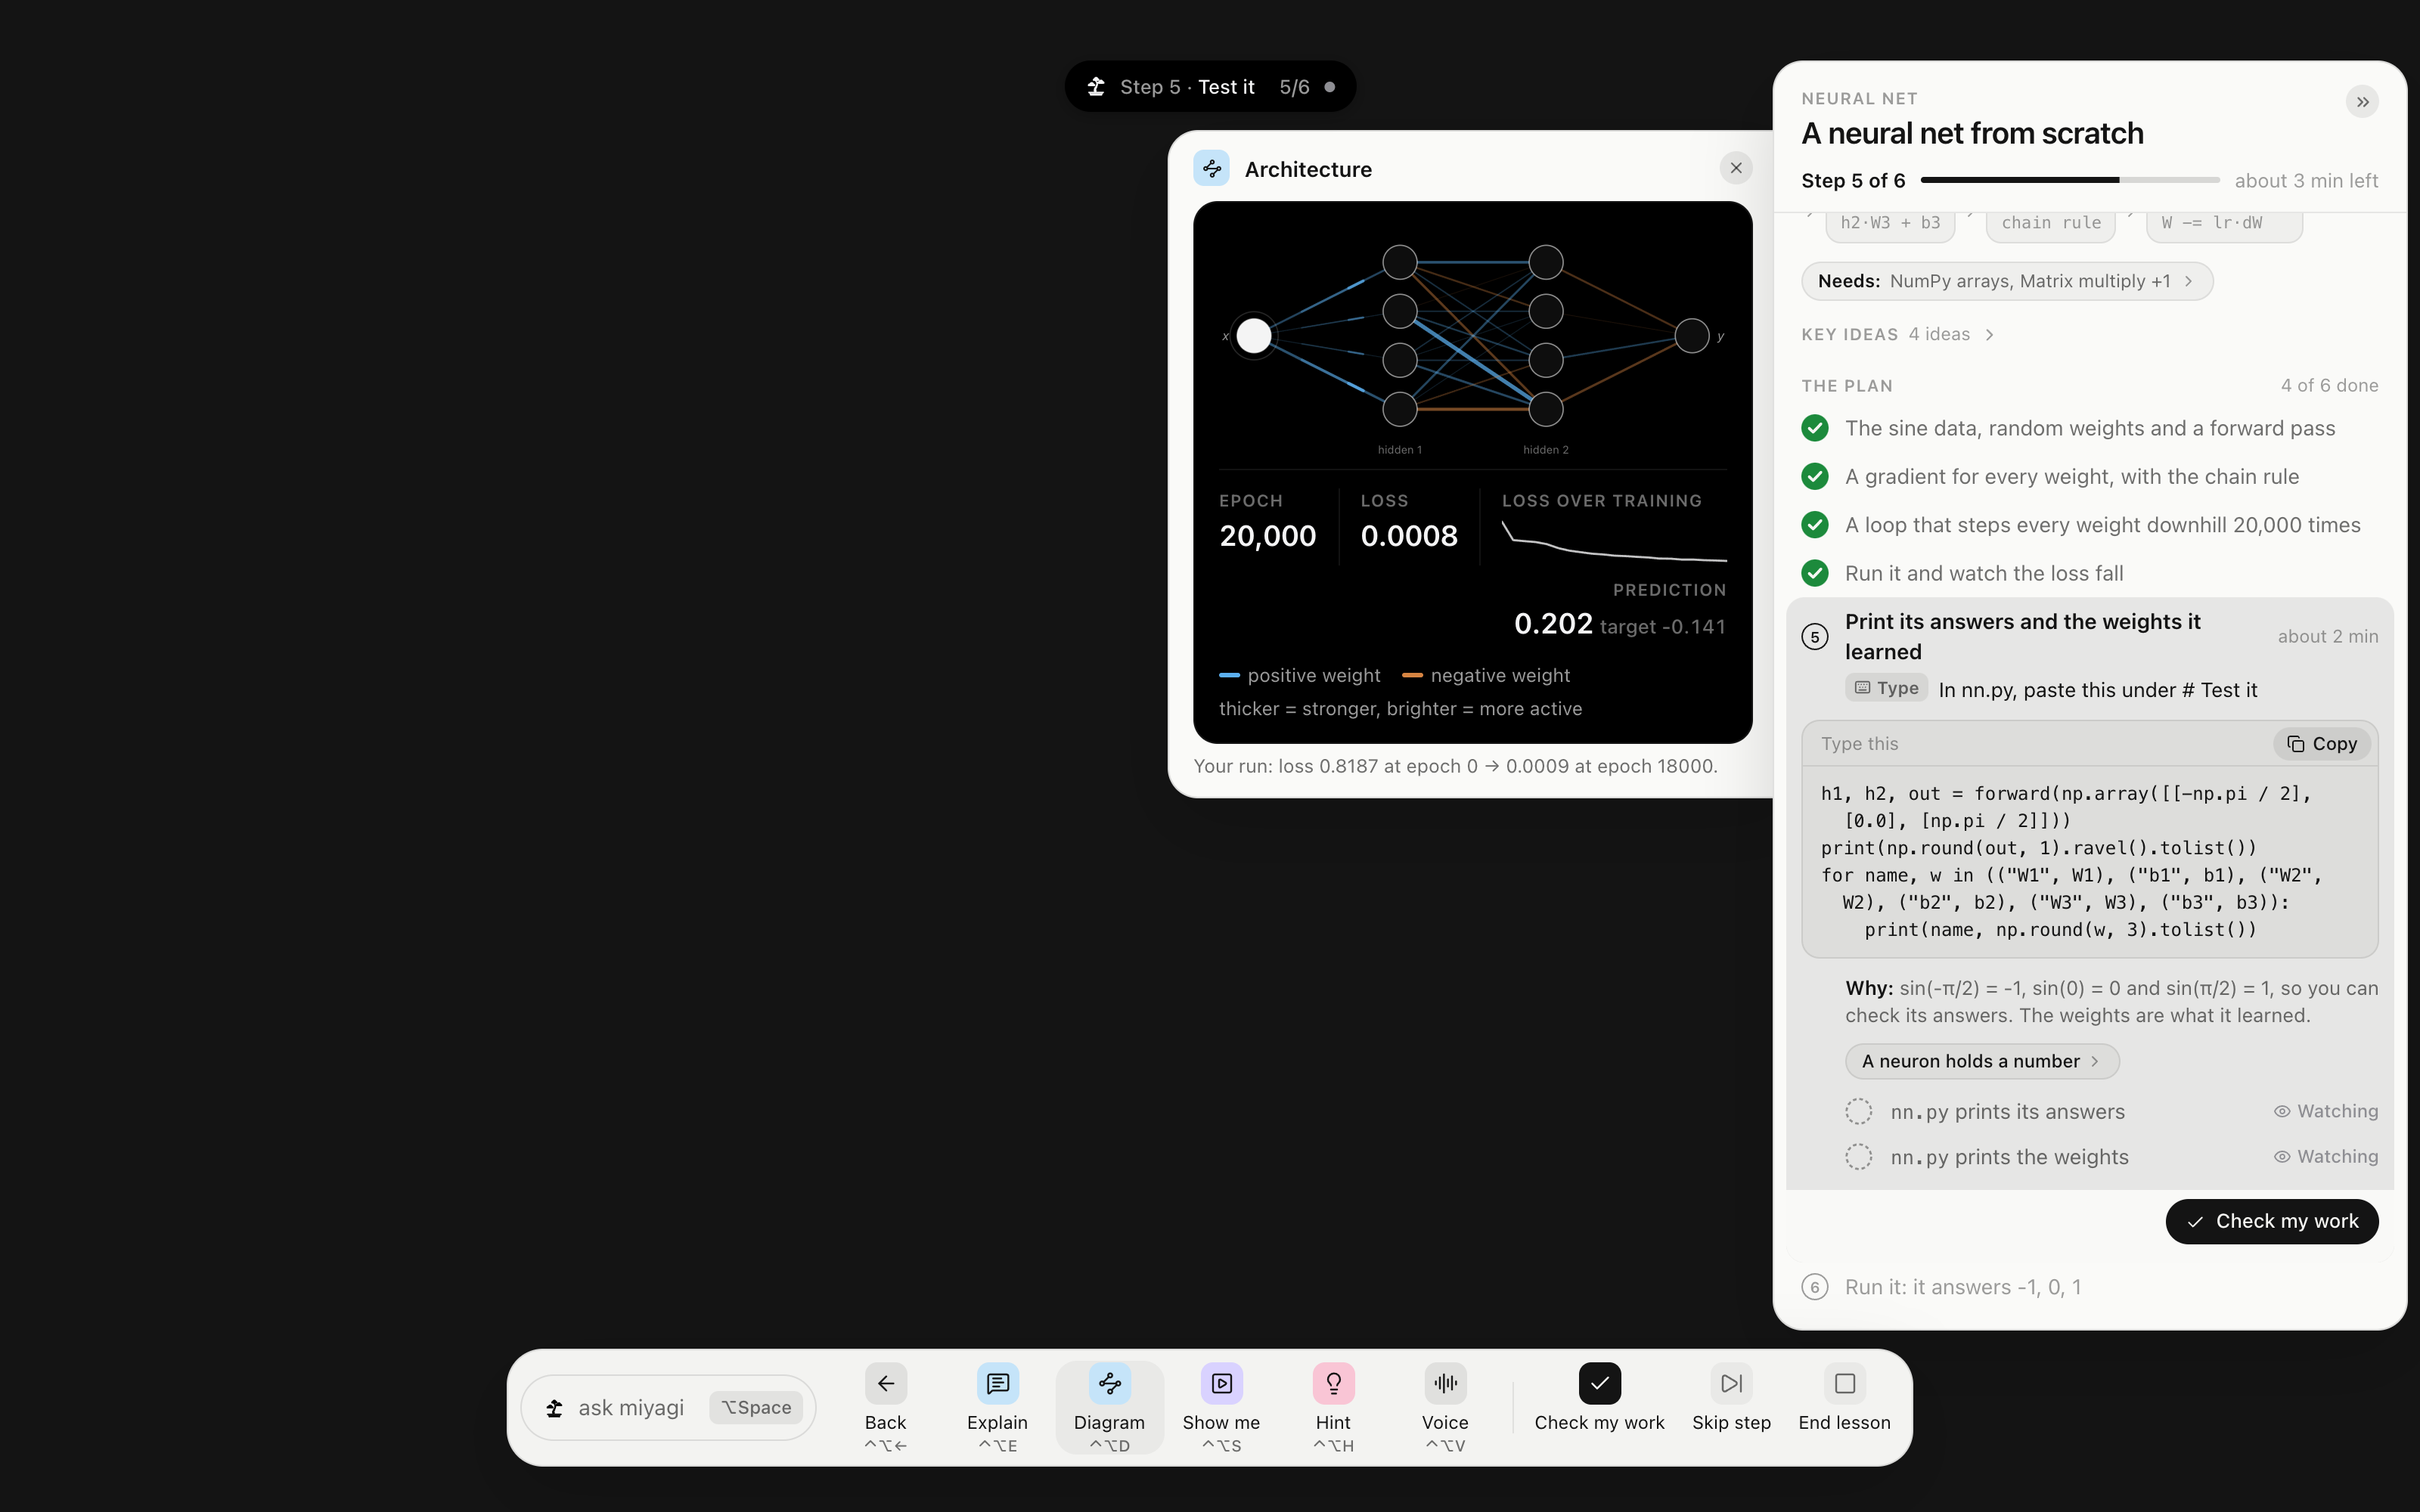 Step 5 · Test it 5/6
Architecture
x
y
hidden 1
hidden 2
EPOCH
20,000
LOSS
0.0008
LOSS OVER TRAINING
PREDICTION
0.202 target -0.141
positive weight
negative weight
thicker = stronger, brighter = more active
Your run: loss 0.8187 at epoch 0 → 0.0009 at epoch 18000.
NEURAL NET
A neural net from scratch
Step 5 of 6
about 3 min left
h2·W3 + b3
chain rule
W −= lr·dW
Needs: NumPy arrays, Matrix multiply +1
KEY IDEAS 4 ideas
THE PLAN
4 of 6 done
The sine data, random weights and a forward pass
A gradient for every weight, with the chain rule
A loop that steps every weight downhill 20,000 times
Run it and watch the loss fall
5
Print its answers and the weights it
learned
about 2 min
Type In nn.py, paste this under # Test it
Type this
Copy
h1, h2, out = forward(np.array([[−np.pi / 2],
[0.0], [np.pi / 2]]))
print(np.round(out, 1).ravel().tolist())
for name, w in (("W1", W1), ("b1", b1), ("W2",
W2), ("b2", b2), ("W3", W3), ("b3", b3)):
print(name, np.round(w, 3).tolist())
Why: sin(-π/2) = -1, sin(0) = 0 and sin(π/2) = 1, so you can
check its answers. The weights are what it learned.
A neuron holds a number
nn.py prints its answers
Watching
nn.py prints the weights
Watching
Check my work
6 Run it: it answers -1, 0, 1
ask miyagi ⌥Space
Back
^⌥←
Explain
^⌥E
Diagram
^⌥D
Show me
^⌥S
Hint
^⌥H
Voice
^⌥V
Check my work
Skip step
End lesson